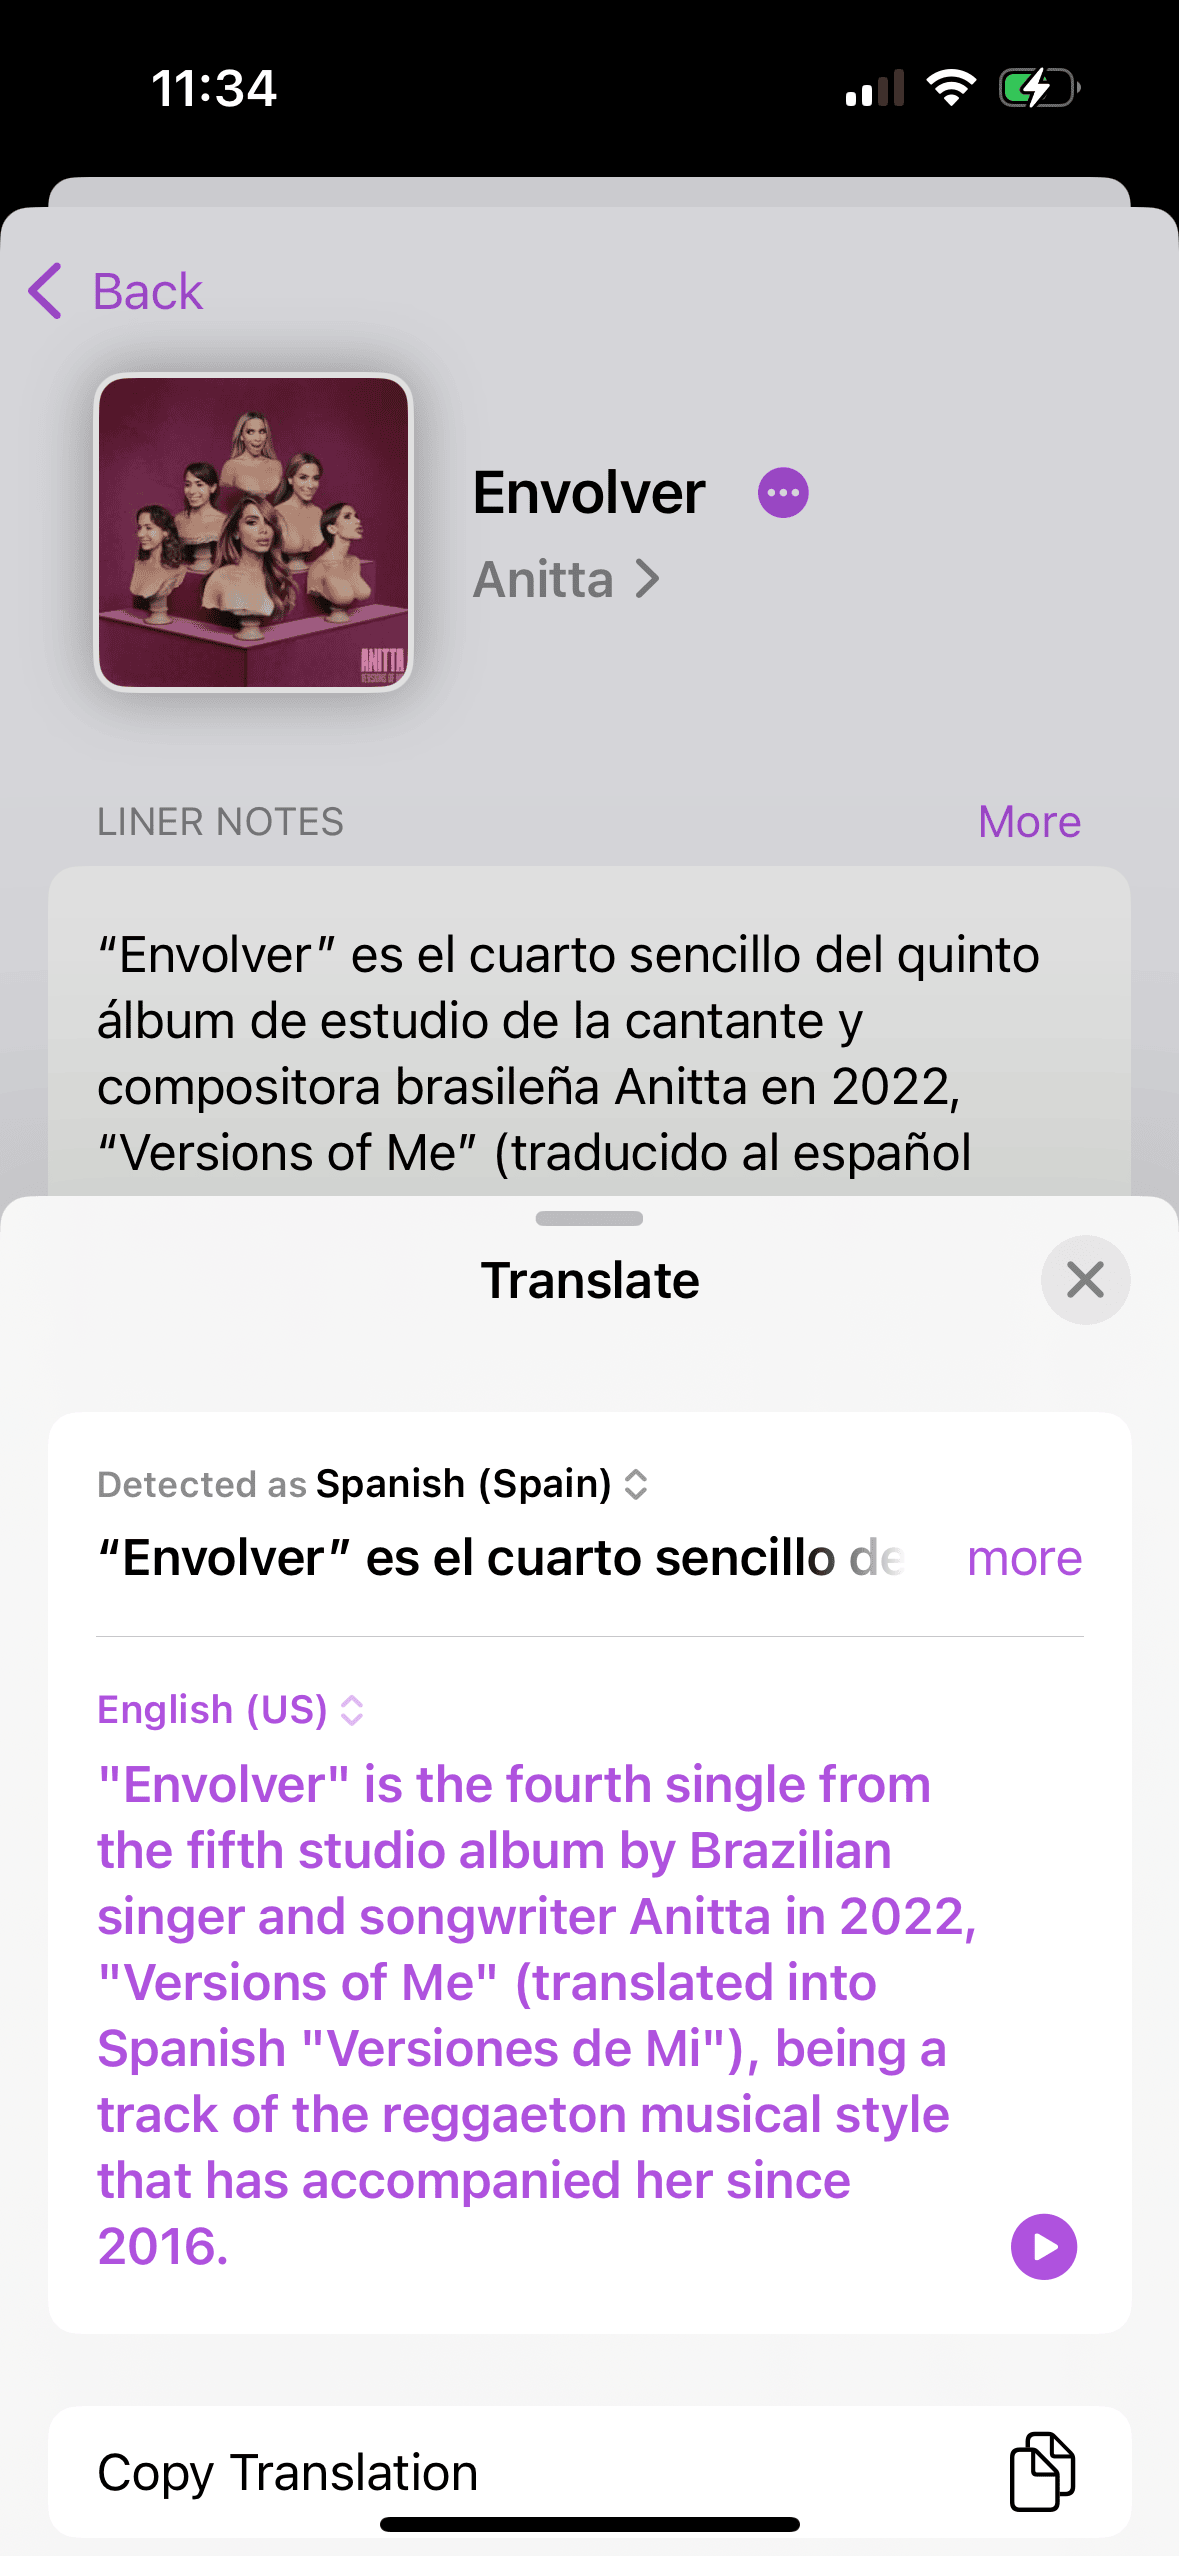 11:34
Back
ANITTA
VERSIONS OF ME
Envolver
Anitta
LINER NOTES
More
“Envolver” es el cuarto sencillo del quinto
álbum de estudio de la cantante y
compositora brasileña Anitta en 2022,
“Versions of Me” (traducido al español
Translate
Detected as Spanish (Spain)
“Envolver” es el cuarto sencillo de
more
English (US)
"Envolver" is the fourth single from
the fifth studio album by Brazilian
singer and songwriter Anitta in 2022,
"Versions of Me" (translated into
Spanish "Versiones de Mi"), being a
track of the reggaeton musical style
that has accompanied her since
2016.
Copy Translation